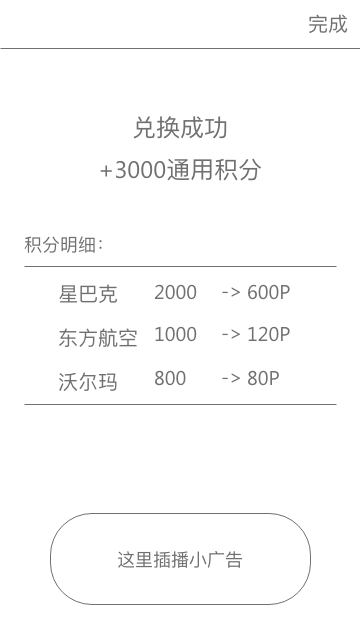 完成
兑换成功
+3000通用积分
积分明细：
星巴克 2000 -> 600P
东方航空 1000 -> 120P
沃尔玛 800 -> 80P
这里插播小广告